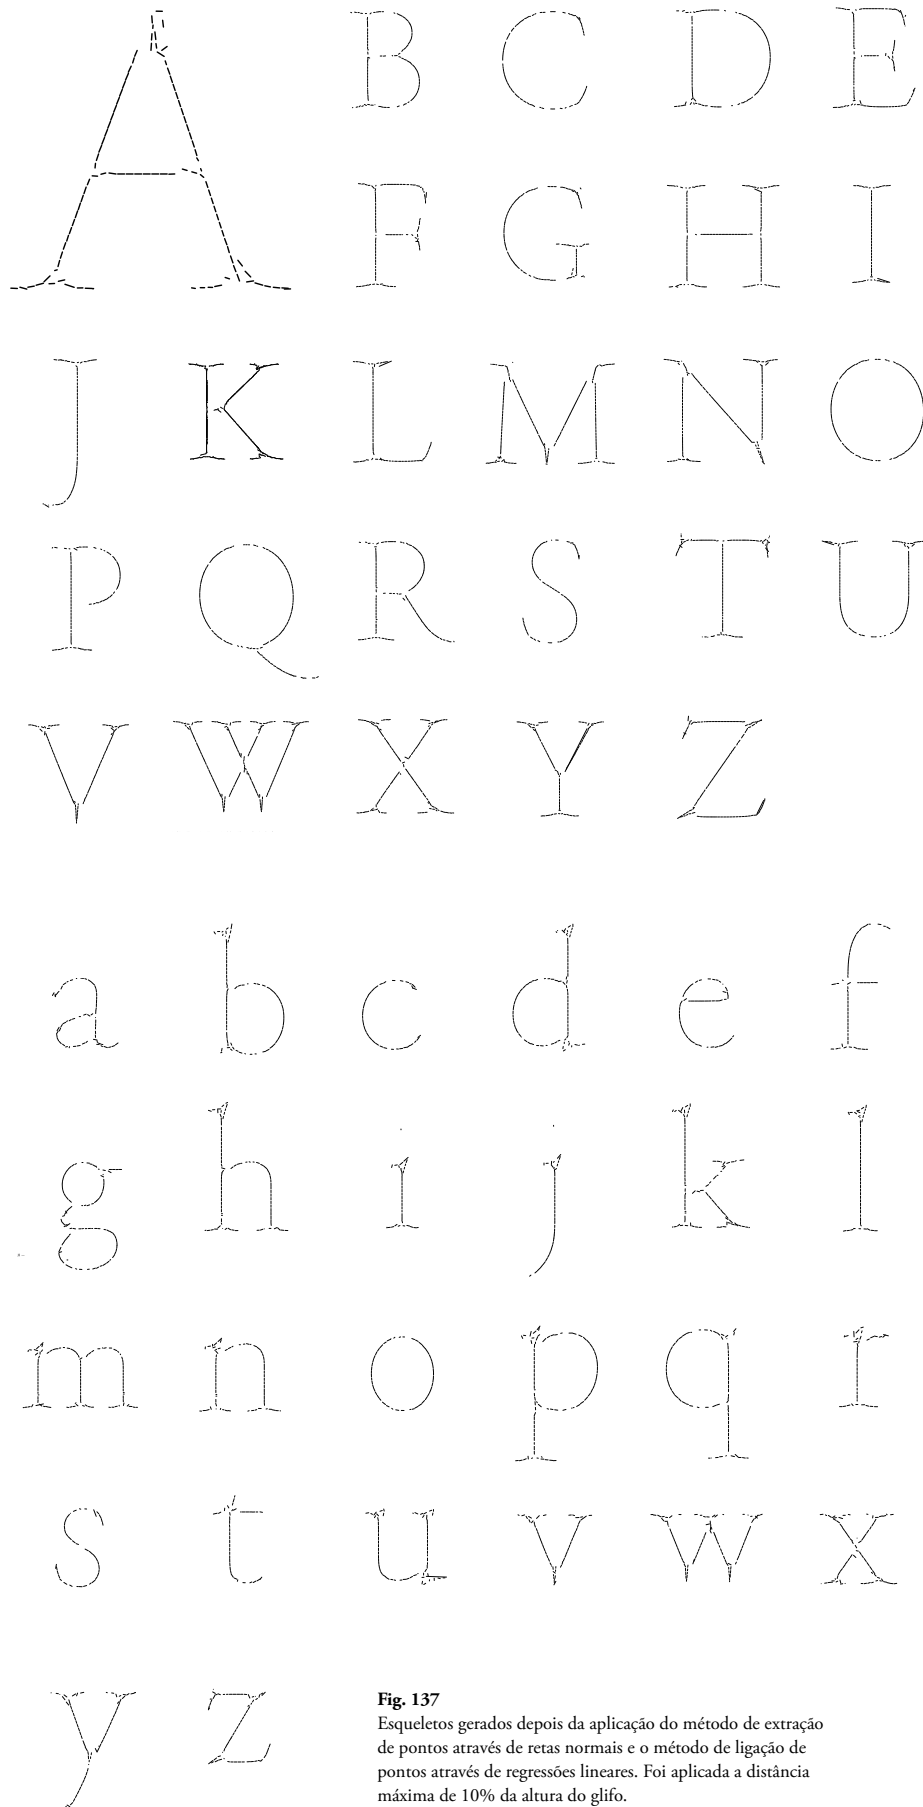 A B C D E
F G H I
J K L M N O
P Q R S T U
V W X Y Z
a b c d e f
g h i j k l
m n o p q r
s t u v w x
y z
Fig. 137
Esqueletos gerados depois da aplicação do método de extração
de pontos através de retas normais e o método de ligação de
pontos através de regressões lineares. Foi aplicada a distância
máxima de 10% da altura do glifo.